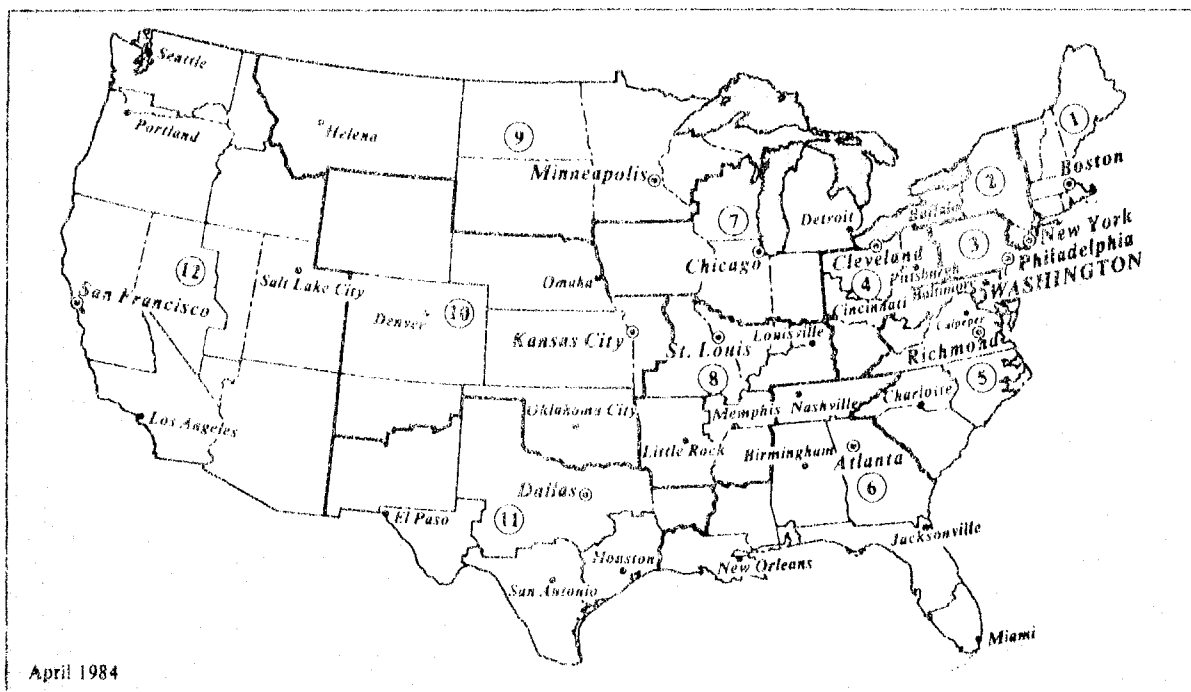 Seattle
Portland
Helena
9
1
Minneapolis
Boston
2
Buffalo
7
Detroit
New York
3
Cleveland
Philadelphia
Chicago
Pittsburgh
12
Omaha
4
Baltimore
WASHINGTON
Salt Lake City
Cincinnati
San Francisco
Denver
10
Culpeper
Kansas City
Louisville
St. Louis
Richmond
8
5
Charlotte
Memphis
Nashville
Oklahoma City
Los Angeles
Little Rock
Birmingham
Atlanta
Dallas
6
El Paso
11
Jacksonville
Houston
New Orleans
San Antonio
Miami
April 1984